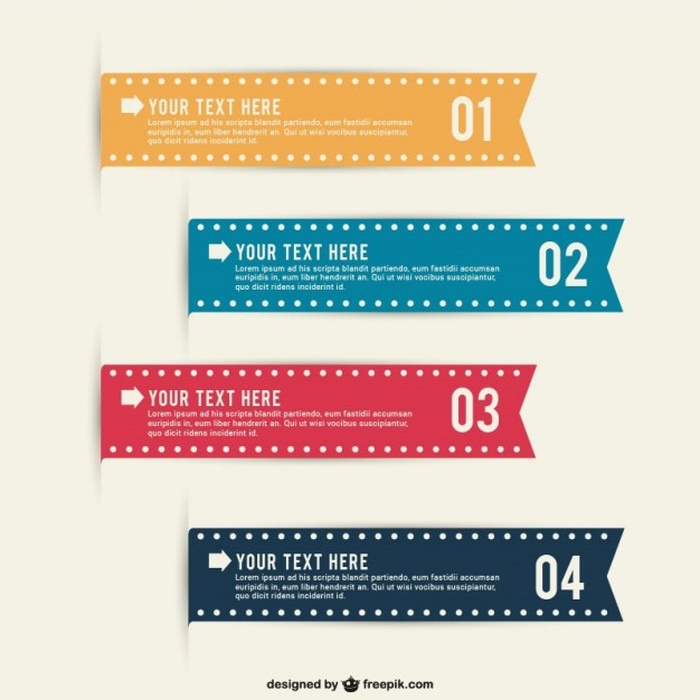 YOUR TEXT HERE
Lorem ipsum ad his scripta blandit partiendo, eum fastidii accumsan
euripidis in, eum liber hendrerit an. Qui ut wisi vocibus suscipiantur,
quo dicit ridens inciderint id.
01
YOUR TEXT HERE
Lorem ipsum ad his scripta blandit partiendo, eum fastidii accumsan
euripidis in, eum liber hendrerit an. Qui ut wisi vocibus suscipiantur,
quo dicit ridens inciderint id.
02
YOUR TEXT HERE
Lorem ipsum ad his scripta blandit partiendo, eum fastidii accumsan
euripidis in, eum liber hendrerit an. Qui ut wisi vocibus suscipiantur,
quo dicit ridens inciderint id.
03
YOUR TEXT HERE
Lorem ipsum ad his scripta blandit partiendo, eum fastidii accumsan
euripidis in, eum liber hendrerit an. Qui ut wisi vocibus suscipiantur,
quo dicit ridens inciderint id.
04
designed by freepik.com